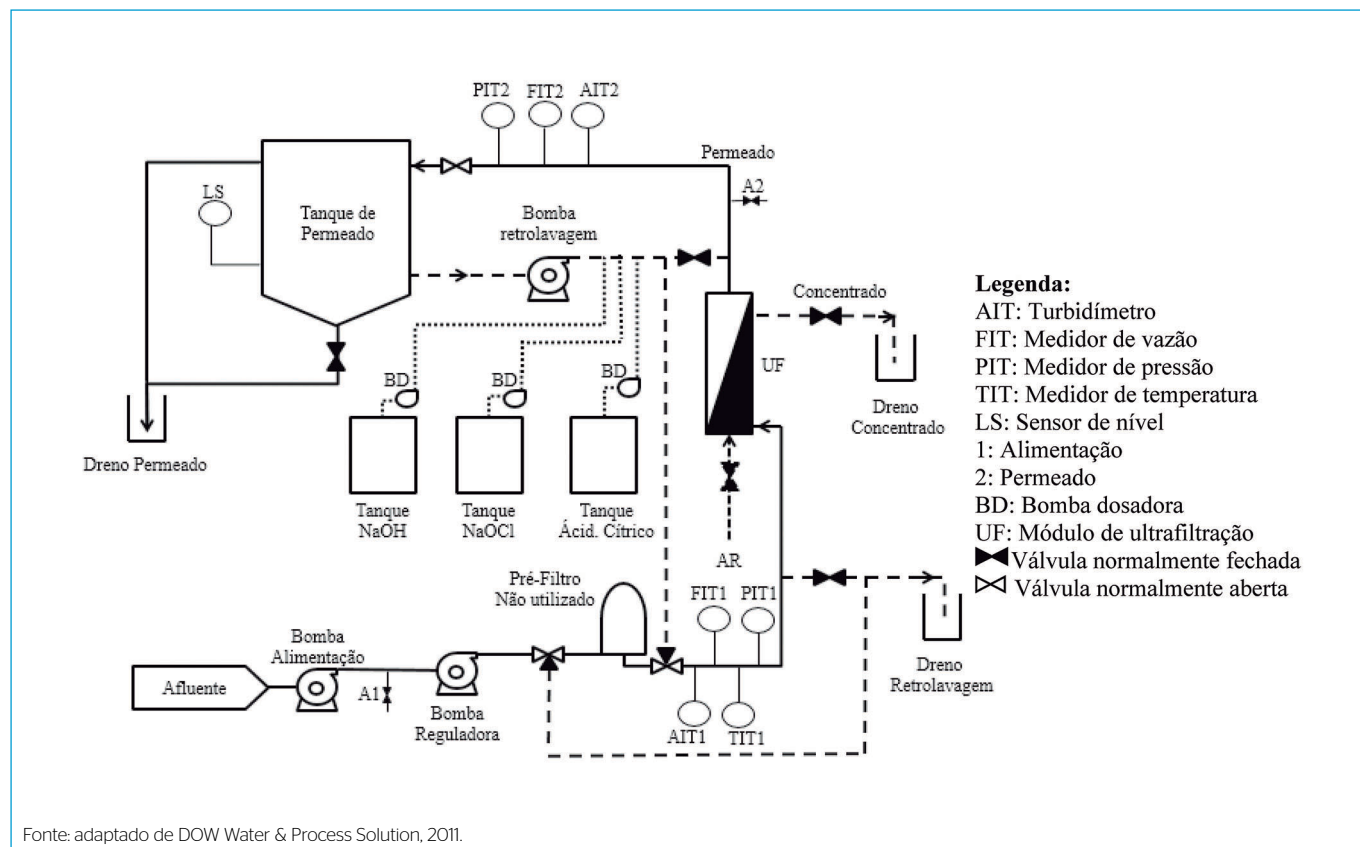 PIT2
FIT2
AIT2
Permeado
A2
LS
Tanque de
Permeado
Bomba
retrolavagem
Concentrado
UF
BD
BD
BD
Dreno
Concentrado
Dreno Permeado
Tanque
NaOH
Tanque
NaOCl
Tanque
Ácid. Cítrico
AR
Pré-Filtro
Não utilizado
FIT1
PIT1
Bomba
Alimentação
Afluente
A1
Bomba
Reguladora
AIT1
TIT1
Dreno
Retrolavagem
Legenda:
AIT: Turbidímetro
FIT: Medidor de vazão
PIT: Medidor de pressão
TIT: Medidor de temperatura
LS: Sensor de nível
1: Alimentação
2: Permeado
BD: Bomba dosadora
UF: Módulo de ultrafiltração
Válvula normalmente fechada
Válvula normalmente aberta
Fonte: adaptado de DOW Water & Process Solution, 2011.